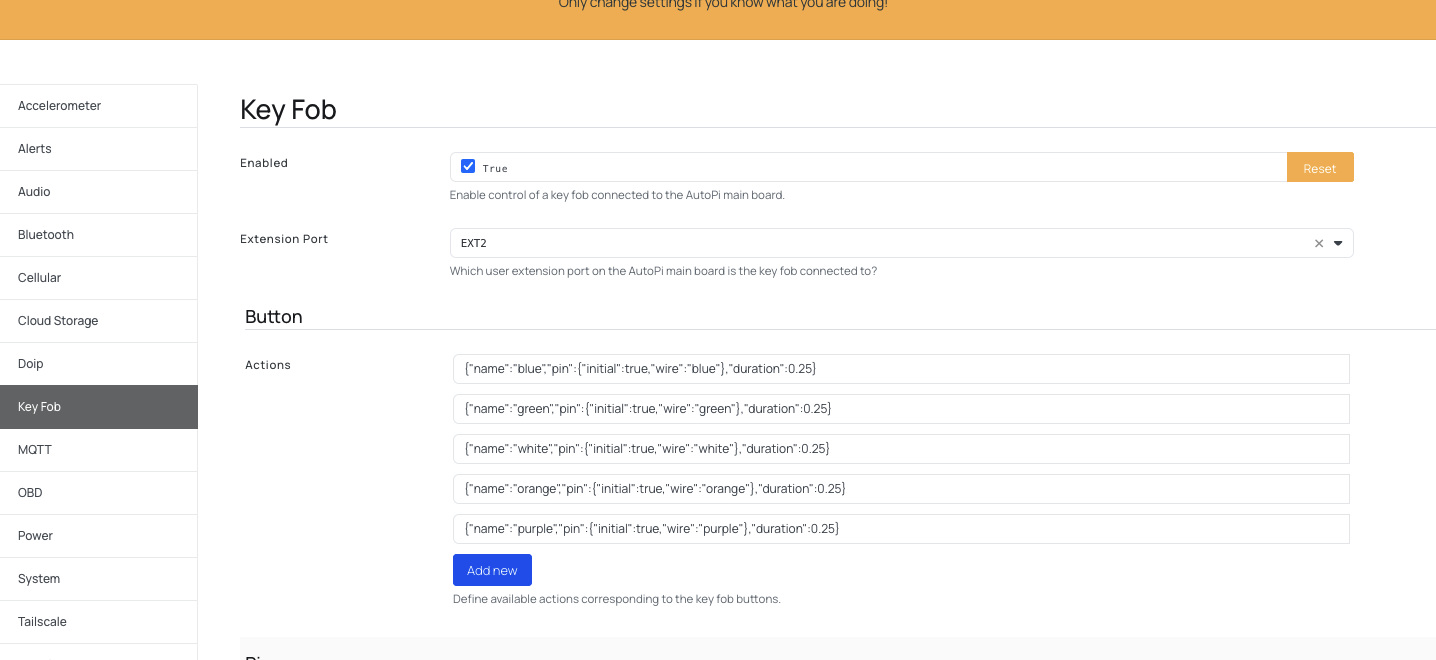 Only change settings if you know what you are doing!
Accelerometer
Alerts
Audio
Bluetooth
Cellular
Cloud Storage
Doip
Key Fob
MQTT
OBD
Power
System
Tailscale
Key Fob
Enabled
True
Reset
Enable control of a key fob connected to the AutoPi main board.
Extension Port
EXT2
Which user extension port on the AutoPi main board is the key fob connected to?
Button
Actions
{"name":"blue","pin":{"initial":true,"wire":"blue"},"duration":0.25}
{"name":"green","pin":{"initial":true,"wire":"green"},"duration":0.25}
{"name":"white","pin":{"initial":true,"wire":"white"},"duration":0.25}
{"name":"orange","pin":{"initial":true,"wire":"orange"},"duration":0.25}
{"name":"purple","pin":{"initial":true,"wire":"purple"},"duration":0.25}
Add new
Define available actions corresponding to the key fob buttons.